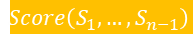 Score(S₁, … , Sₙ₋₁)